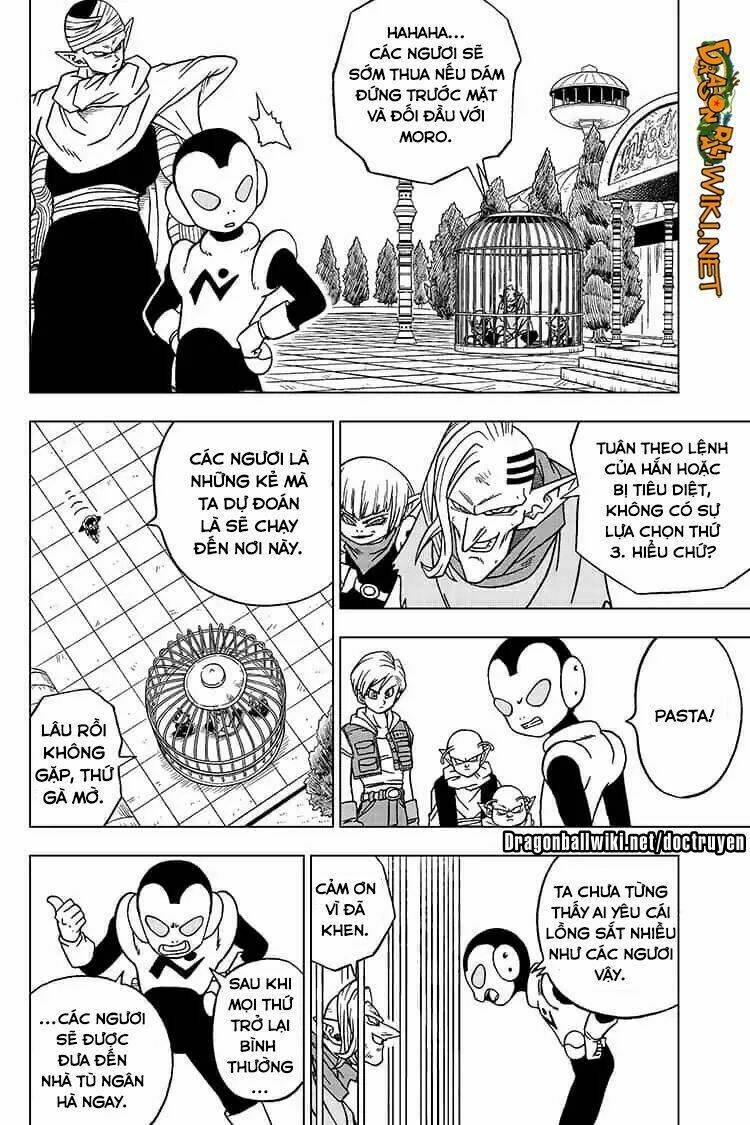 HAHAHA...
CÁC NGƯƠI SẼ
SỚM THUA NẾU DÁM
ĐỨNG TRƯỚC MẶT
VÀ ĐỐI ĐẦU VỚI
MORO.
DRAGON BALL WIKI.NET
TUÂN THEO LỆNH
CỦA HẮN HOẶC
BỊ TIÊU DIỆT,
KHÔNG CÓ SỰ
LỰA CHỌN THỨ
3. HIỂU CHỨ?
CÁC NGƯƠI LÀ
NHỮNG KẺ MÀ
TA DỰ ĐOÁN
LÀ SẼ CHẠY
ĐẾN NƠI NÀY.
LÂU RỒI
KHÔNG
GẶP, THỨ
GÀ MỜ.
PASTA!
Dragonballwiki.net/doctruyen
TA CHƯA TỪNG
THẤY AI YÊU CÁI
LỒNG SẮT NHIỀU
NHƯ CÁC NGƯƠI
VẬY.
CẢM ƠN
VÌ ĐÃ
KHEN.
SAU KHI
MỌI THỨ
TRỞ LẠI
BÌNH
THƯỜNG
...
...CÁC NGƯƠI
SẼ ĐƯỢC
ĐƯA ĐẾN
NHÀ TÙ NGÂN
HÀ NGAY.